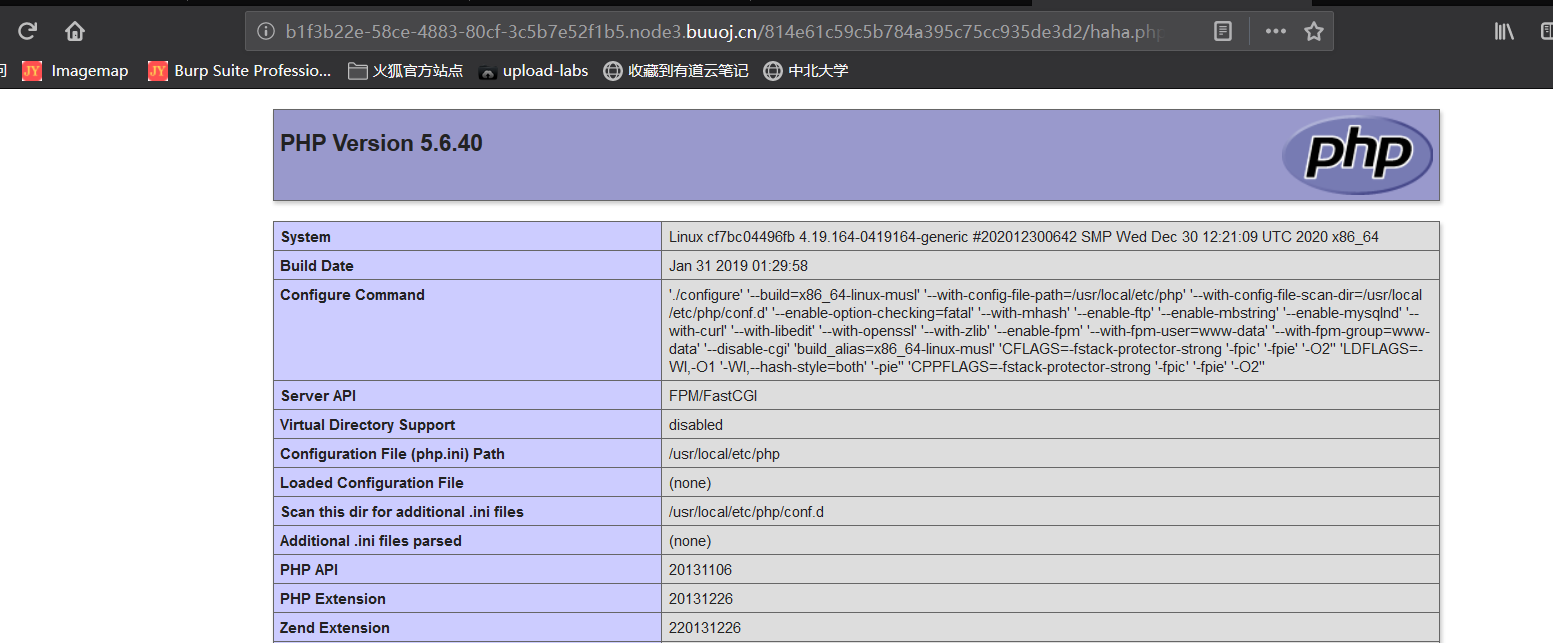 b1f3b22e-58ce-4883-80cf-3c5b7e52f1b5.node3.buuoj.cn/814e61c59c5b784a395c75cc935de3d2/haha.php
JY Imagemap JY Burp Suite Professio... 火狐官方站点 upload-labs 收藏到有道云笔记 中北大学
PHP Version 5.6.40 php
System Linux cf7bc04496fb 4.19.164-0419164-generic #202012300642 SMP Wed Dec 30 12:21:09 UTC 2020 x86_64
Build Date Jan 31 2019 01:29:58
Configure Command './configure' '--build=x86_64-linux-musl' '--with-config-file-path=/usr/local/etc/php' '--with-config-file-scan-dir=/usr/local
/etc/php/conf.d' '--enable-option-checking=fatal' '--with-mhash' '--enable-ftp' '--enable-mbstring' '--enable-mysqlnd' '--
with-curl' '--with-libedit' '--with-openssl' '--with-zlib' '--enable-fpm' '--with-fpm-user=www-data' '--with-fpm-group=www-
data' '--disable-cgi' 'build_alias=x86_64-linux-musl' 'CFLAGS=-fstack-protector-strong '-fpic' '-fpie' '-O2'' 'LDFLAGS=-
Wl,-O1 '-Wl,--hash-style=both' '-pie'' 'CPPFLAGS=-fstack-protector-strong '-fpic' '-fpie' '-O2''
Server API FPM/FastCGI
Virtual Directory Support disabled
Configuration File (php.ini) Path /usr/local/etc/php
Loaded Configuration File (none)
Scan this dir for additional .ini files /usr/local/etc/php/conf.d
Additional .ini files parsed (none)
PHP API 20131106
PHP Extension 20131226
Zend Extension 220131226